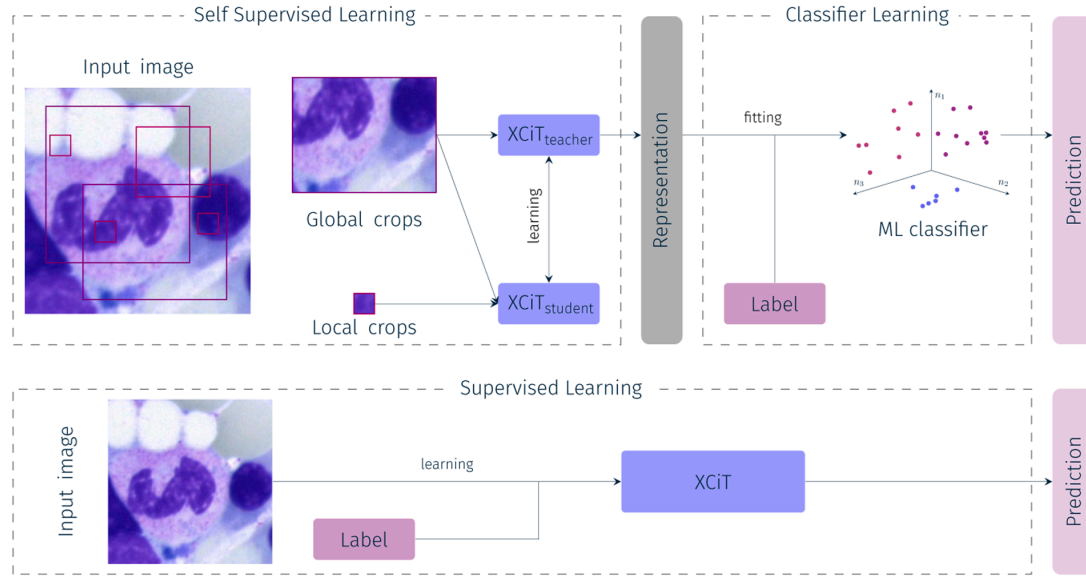 Self Supervised Learning
Classifier Learning
Input image
Global crops
Local crops
XCiTteacher
learning
XCiTstudent
Representation
fitting
n1
n2
n3
ML classifier
Label
Prediction
Supervised Learning
Input image
learning
Label
XCiT
Prediction